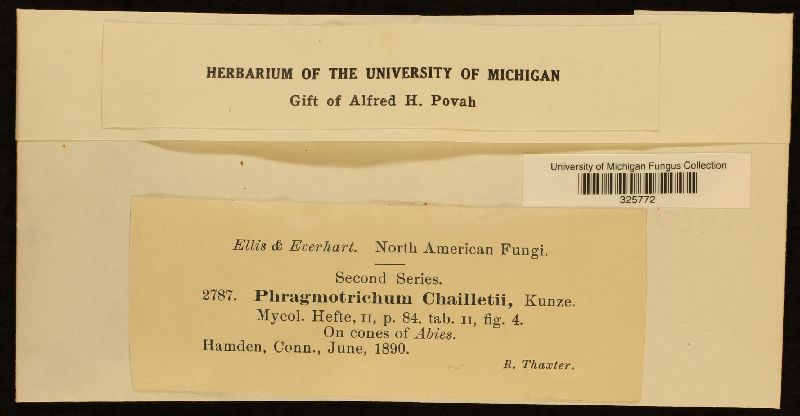 HERBARIUM OF THE UNIVERSITY OF MICHIGAN
Gift of Alfred H. Povah
University of Michigan Fungus Collection
325772
Ellis & Everhart. North American Fungi.
Second Series.
2787. Phragmotrichum Chailletii, Kunze.
Mycol. Hefte, II, p. 84, tab. II, fig. 4.
On cones of Abies.
Hamden, Conn., June, 1890.
R. Thaxter.